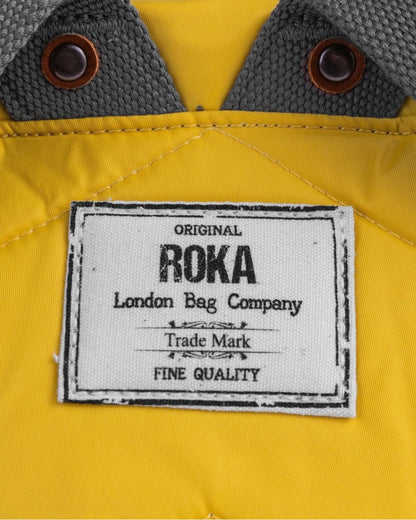 ORIGINAL
ROKA
London Bag Company
Trade Mark
FINE QUALITY